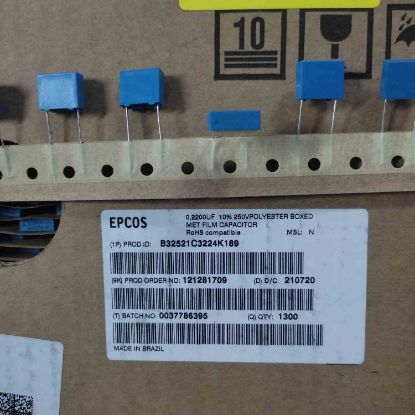 10
EPCOS
0,2200UF 10% 250VPOLYESTER BOXED
MET FILM CAPACITOR
RoHS compatible MSL: N
(1P) PROD ID: B32521C3224K189
(9K) PROD ORDER NO: 121281709 (D) D/C: 210720
(T) BATCH NO: 0037786395 (Q) QTY: 1300
MADE IN BRAZIL